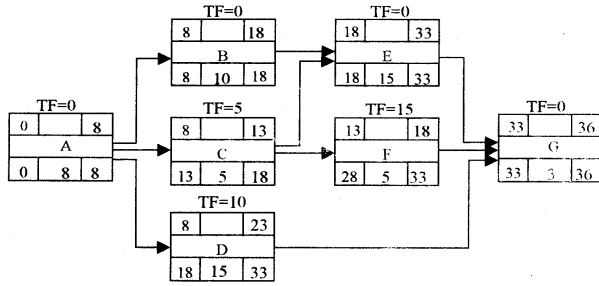 TF=0
TF=0
8 18
18 33
B
E
8 10 18
18 15 33
TF=0
TF=5
TF=15
TF=0
0 8
8 13
13 18
33 36
A
C
F
G
0 8 8
13 5 18
28 5 33
33 3 36
TF=10
8 23
D
18 15 33